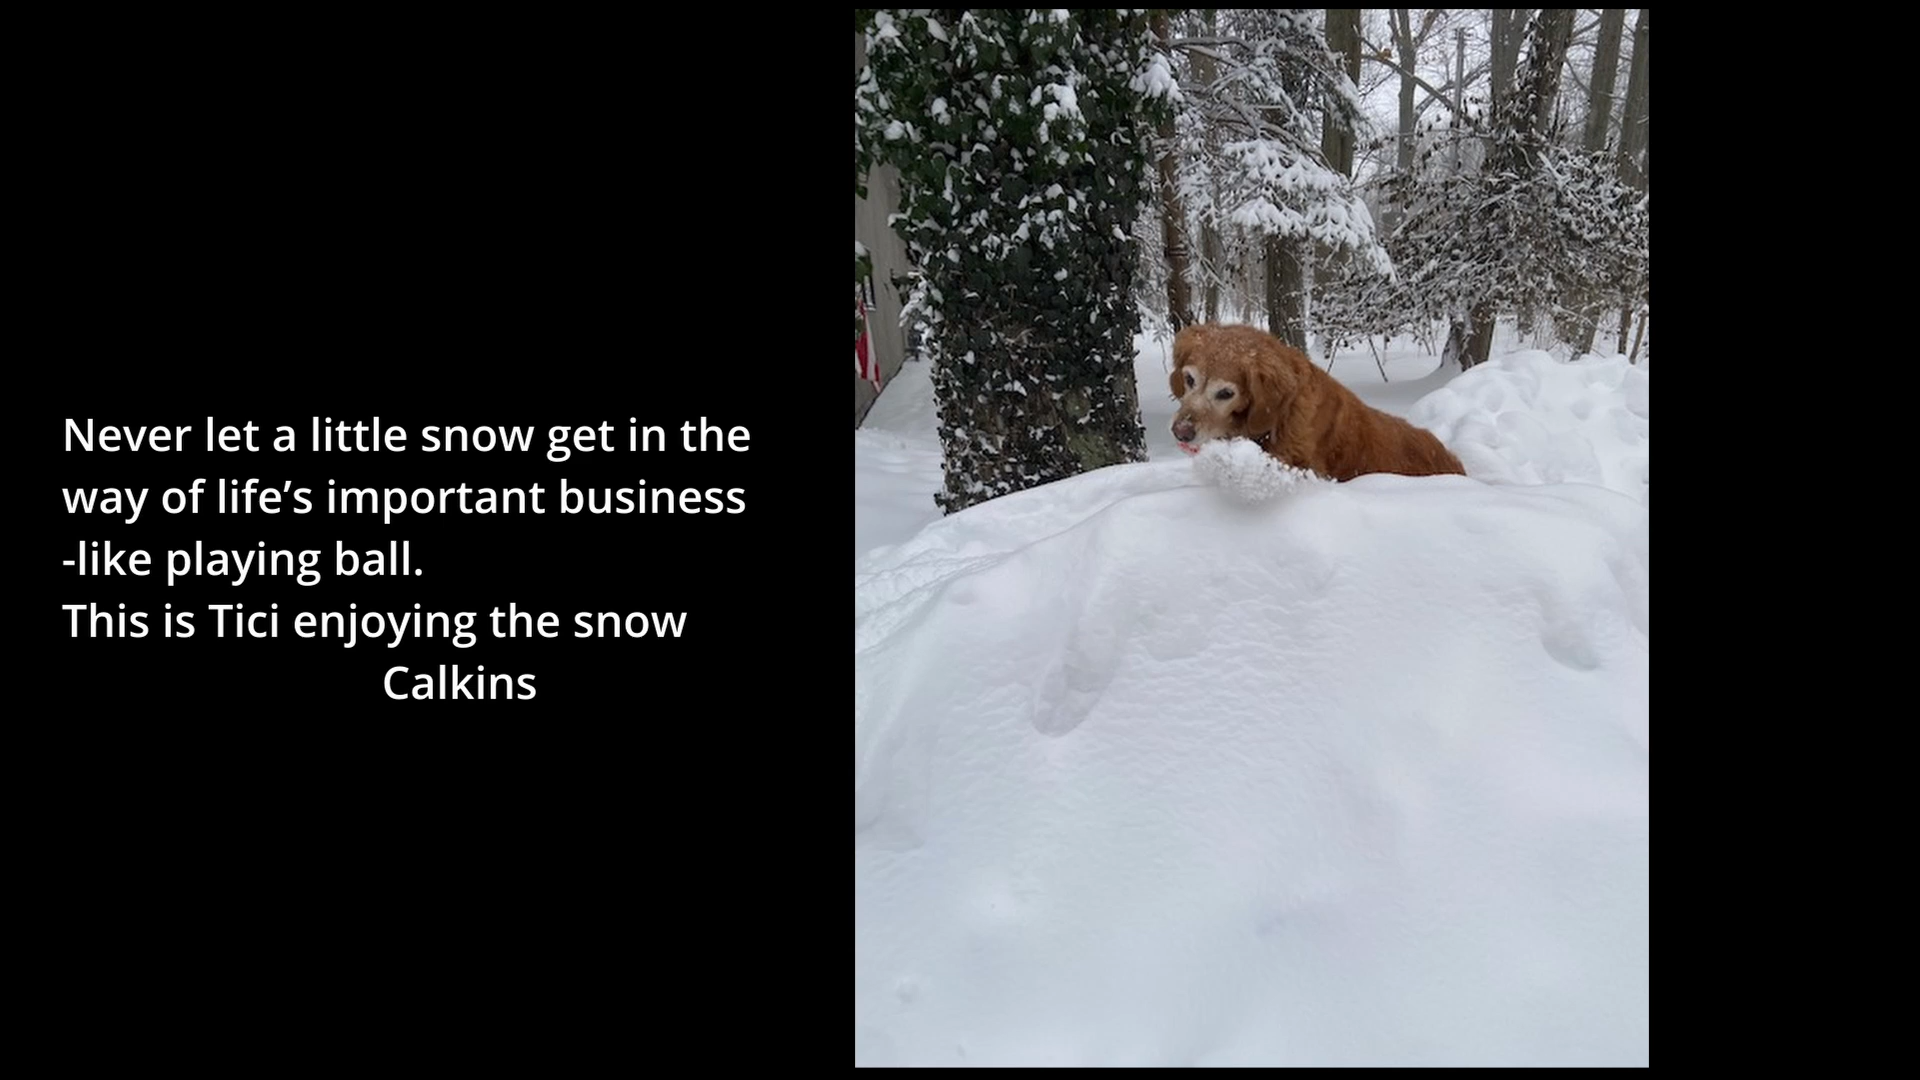 Never let a little snow get in the
way of life’s important business
-like playing ball.
This is Tici enjoying the snow
Calkins